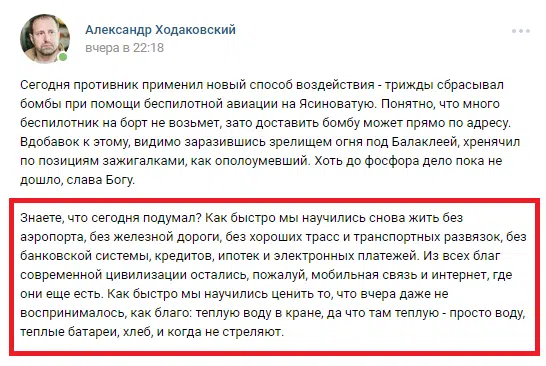 Александр Ходаковский
вчера в 22:18
Сегодня противник применил новый способ воздействия - трижды сбрасывал
бомбы при помощи беспилотной авиации на Ясиноватую. Понятно, что много
беспилотник на борт не возьмет, зато доставить бомбу может прямо по адресу.
Вдобавок к этому, видимо заразившись зрелищем огня под Балаклеей, хренячил
по позициям зажигалками, как ополоумевший. Хоть до фосфора дело пока не
дошло, слава Богу.
Знаете, что сегодня подумал? Как быстро мы научились снова жить без
аэропорта, без железной дороги, без хороших трасс и транспортных развязок, без
банковской системы, кредитов, ипотек и электронных платежей. Из всех благ
современной цивилизации остались, пожалуй, мобильная связь и интернет, где
они еще есть. Как быстро мы научились ценить то, что вчера даже не
воспринималось, как благо: теплую воду в кране, да что там теплую - просто воду,
теплые батареи, хлеб, и когда не стреляют.